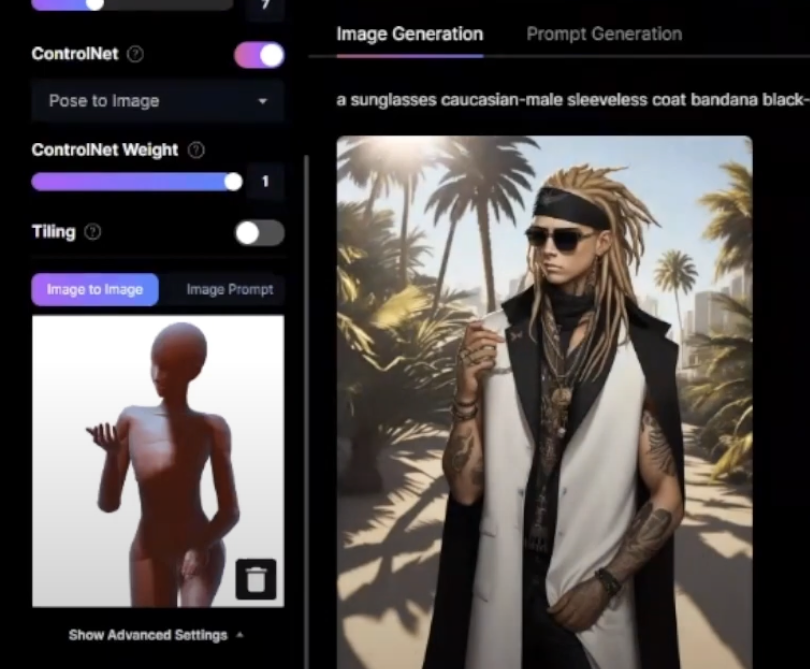 7
ControlNet
Pose to Image
ControlNet Weight
1
Tiling
Image to Image Image Prompt
Show Advanced Settings
Image Generation Prompt Generation
a sunglasses caucasian-male sleeveless coat bandana black-